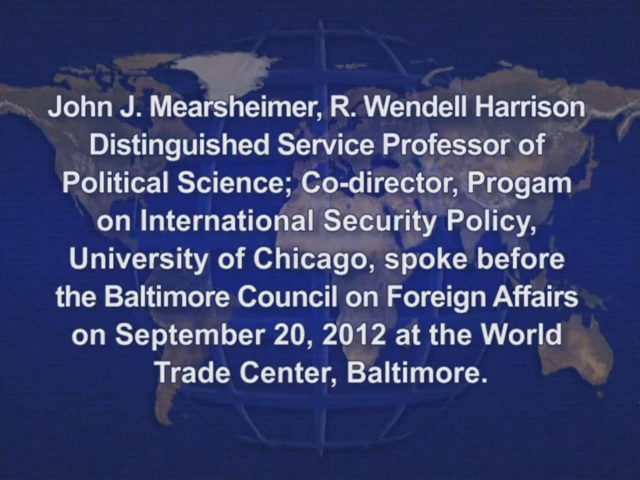 John J. Mearsheimer, R. Wendell Harrison
Distinguished Service Professor of
Political Science; Co-director, Progam
on International Security Policy,
University of Chicago, spoke before
the Baltimore Council on Foreign Affairs
on September 20, 2012 at the World
Trade Center, Baltimore.